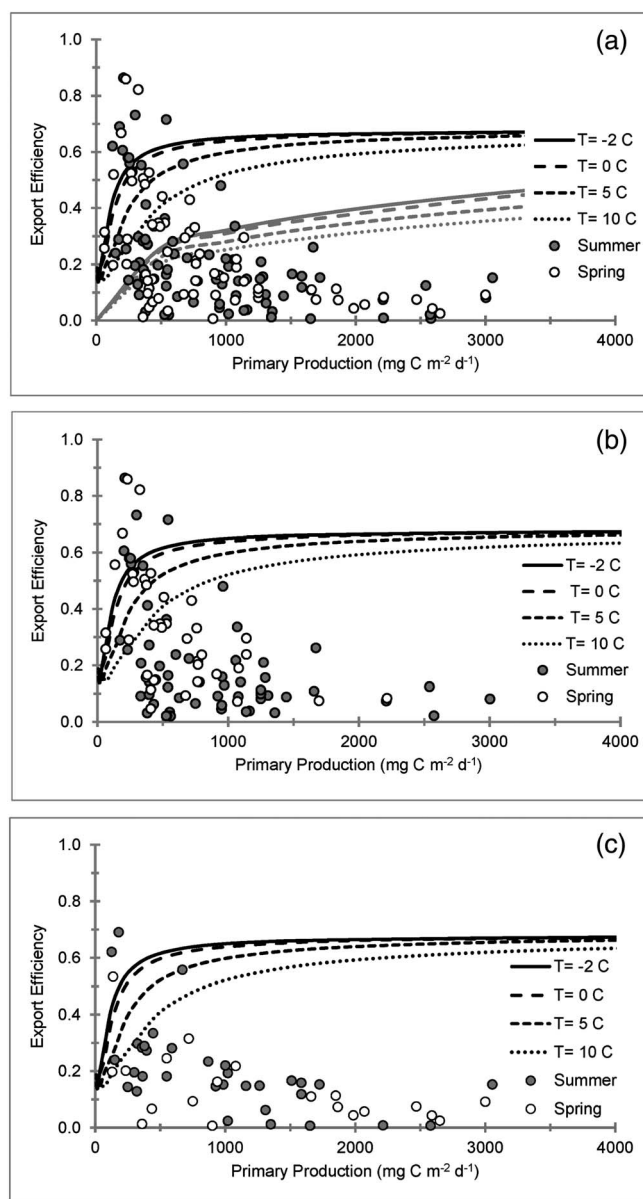 (a)
1.0
0.8
0.6
0.4
0.2
0.0
Export Efficiency
T= -2 C
T= 0 C
T= 5 C
T= 10 C
Summer
Spring
0 1000 2000 3000 4000
Primary Production (mg C m⁻² d⁻¹)
(b)
1.0
0.8
0.6
0.4
0.2
0.0
Export Efficiency
T= -2 C
T= 0 C
T= 5 C
T= 10 C
Summer
Spring
0 1000 2000 3000 4000
Primary Production (mg C m⁻² d⁻¹)
(c)
1.0
0.8
0.6
0.4
0.2
0.0
Export Efficiency
T= -2 C
T= 0 C
T= 5 C
T= 10 C
Summer
Spring
0 1000 2000 3000 4000
Primary Production (mg C m⁻² d⁻¹)